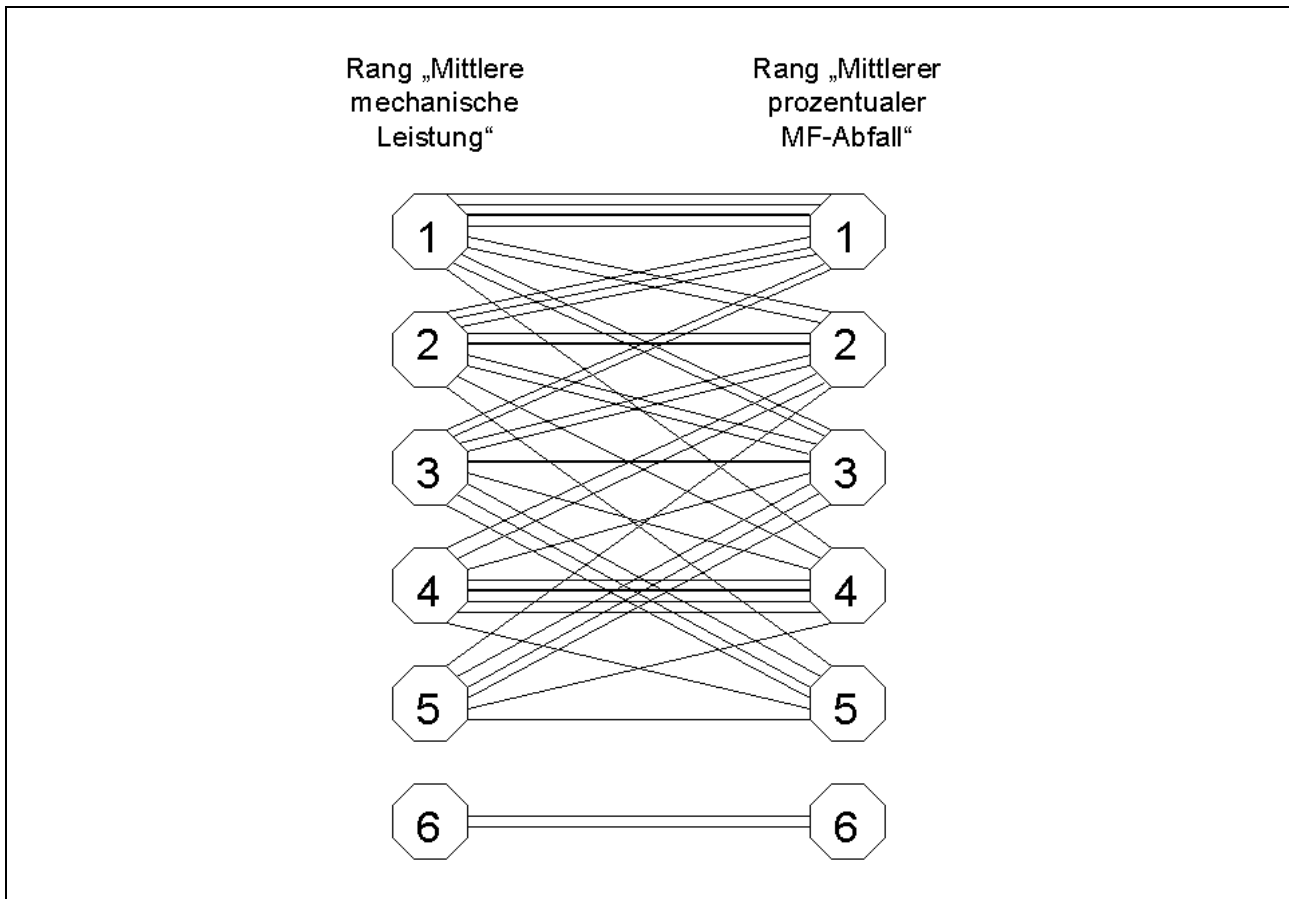 Rang „Mittlere
mechanische
Leistung“
Rang „Mittlerer
prozentualer
MF-Abfall“
1 1
2 2
3 3
4 4
5 5
6 6